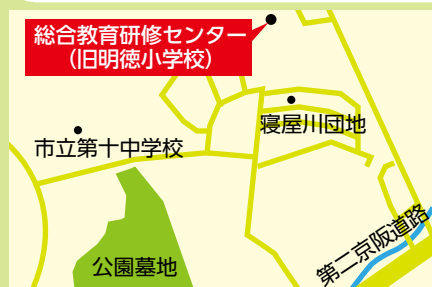 総合教育研修センター
（旧明徳小学校）
寝屋川団地
市立第十中学校
第二京阪道路
公園墓地